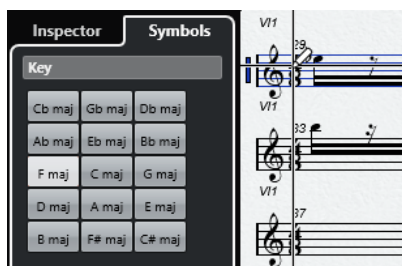 Inspector Symbols
Key
Cb maj Gb maj Db maj
Ab maj Eb maj Bb maj
F maj C maj G maj
D maj A maj E maj
B maj F# maj C# maj
Vl1
29
Vl1
33
Vl1
37